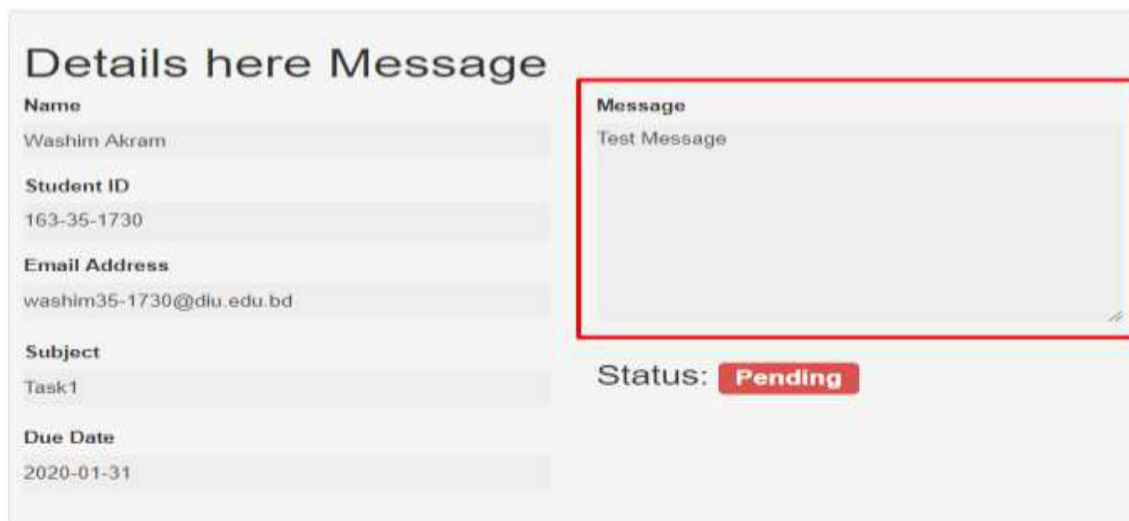 Details here Message
Name
Washim Akram
Student ID
163-35-1730
Email Address
washim35-1730@diu.edu.bd
Subject
Task1
Due Date
2020-01-31
Message
Test Message
Status: Pending